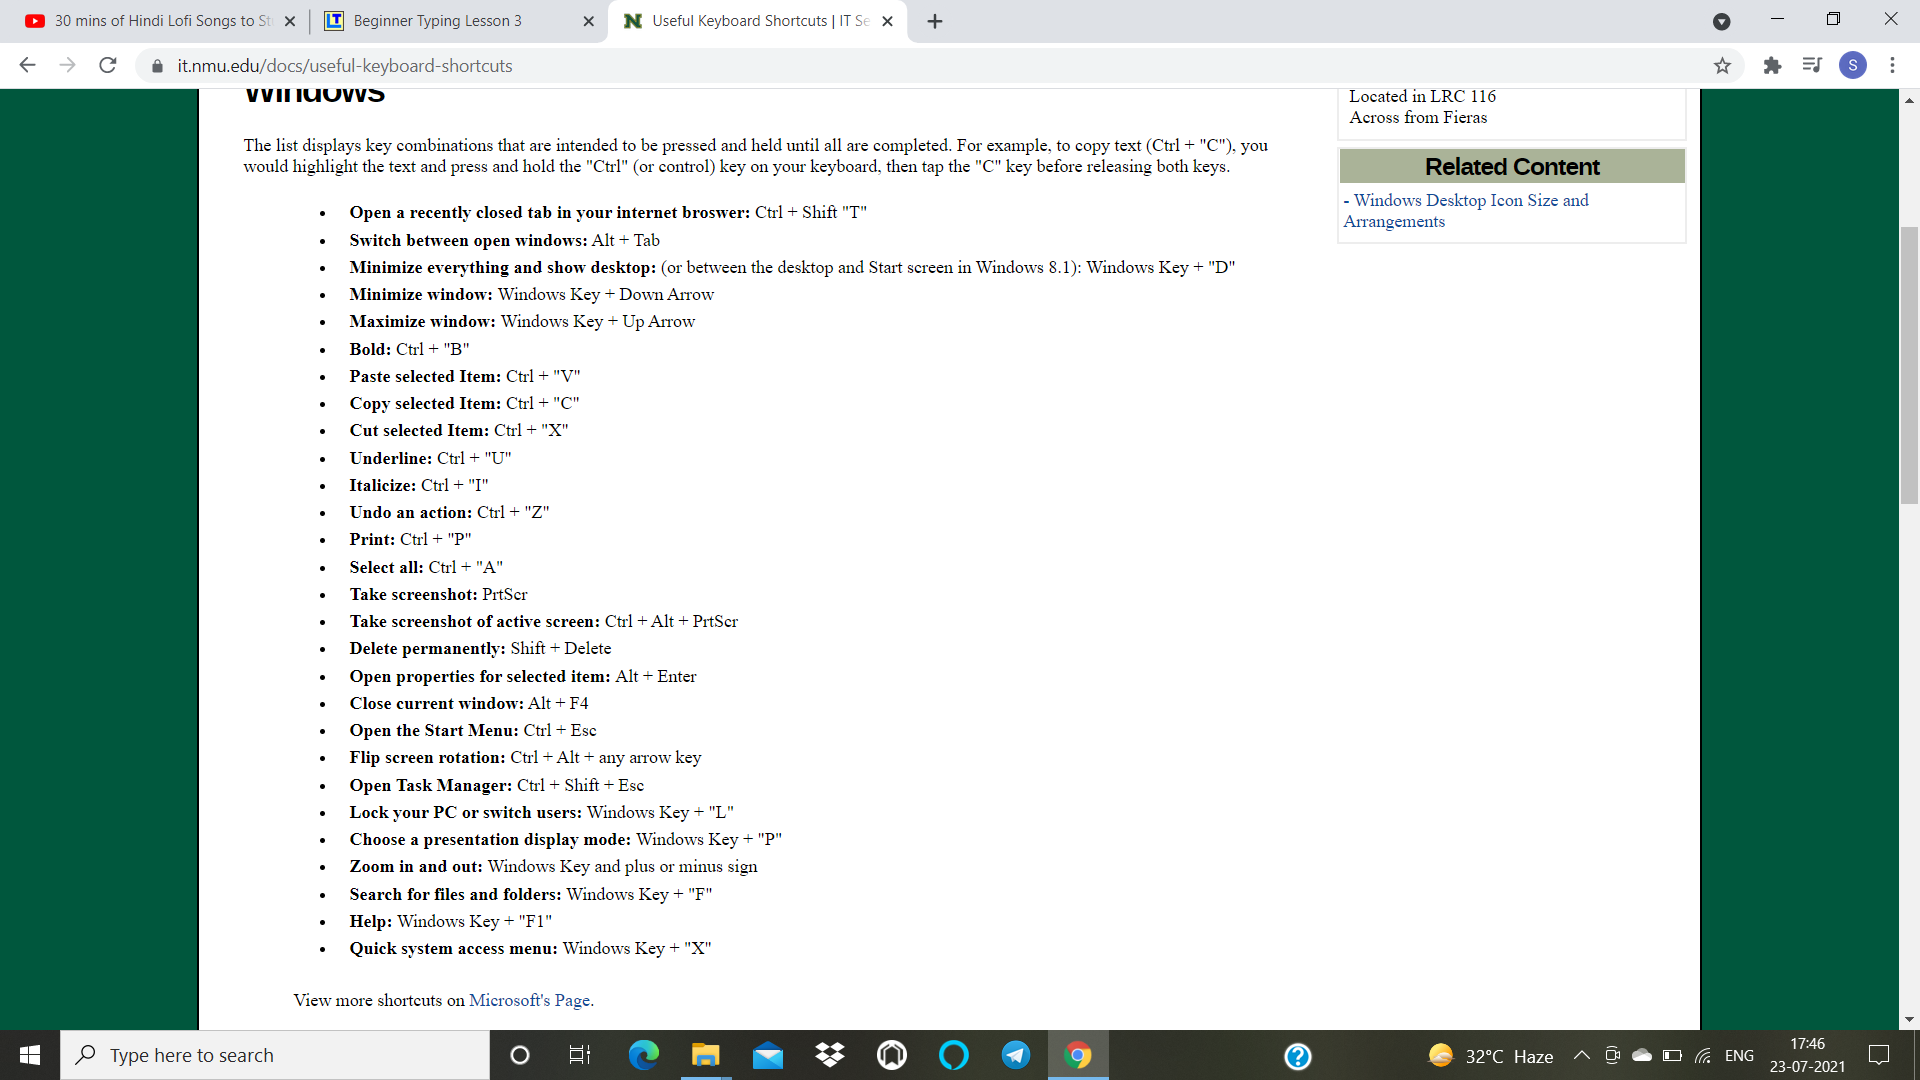 30 mins of Hindi Lofi Songs to St
Beginner Typing Lesson 3
Useful Keyboard Shortcuts | IT Se
it.nmu.edu/docs/useful-keyboard-shortcuts
S
Windows
Located in LRC 116
Across from Fieras
The list displays key combinations that are intended to be pressed and held until all are completed. For example, to copy text (Ctrl + "C"), you
would highlight the text and press and hold the "Ctrl" (or control) key on your keyboard, then tap the "C" key before releasing both keys.
Related Content
- Windows Desktop Icon Size and
Arrangements
• Open a recently closed tab in your internet broswer: Ctrl + Shift "T"
• Switch between open windows: Alt + Tab
• Minimize everything and show desktop: (or between the desktop and Start screen in Windows 8.1): Windows Key + "D"
• Minimize window: Windows Key + Down Arrow
• Maximize window: Windows Key + Up Arrow
• Bold: Ctrl + "B"
• Paste selected Item: Ctrl + "V"
• Copy selected Item: Ctrl + "C"
• Cut selected Item: Ctrl + "X"
• Underline: Ctrl + "U"
• Italicize: Ctrl + "I"
• Undo an action: Ctrl + "Z"
• Print: Ctrl + "P"
• Select all: Ctrl + "A"
• Take screenshot: PrtScr
• Take screenshot of active screen: Ctrl + Alt + PrtScr
• Delete permanently: Shift + Delete
• Open properties for selected item: Alt + Enter
• Close current window: Alt + F4
• Open the Start Menu: Ctrl + Esc
• Flip screen rotation: Ctrl + Alt + any arrow key
• Open Task Manager: Ctrl + Shift + Esc
• Lock your PC or switch users: Windows Key + "L"
• Choose a presentation display mode: Windows Key + "P"
• Zoom in and out: Windows Key and plus or minus sign
• Search for files and folders: Windows Key + "F"
• Help: Windows Key + "F1"
• Quick system access menu: Windows Key + "X"
View more shortcuts on Microsoft's Page.
Type here to search
32°C Haze
ENG
17:46
23-07-2021